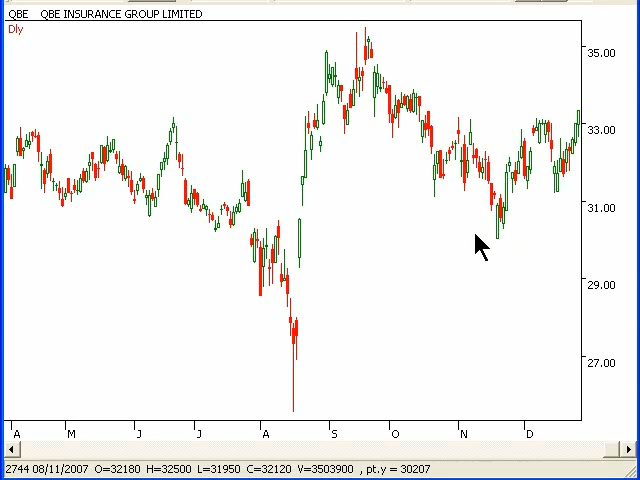 QBE QBE INSURANCE GROUP LIMITED
Dly
35.00
33.00
31.00
29.00
27.00
A M J J A S O N D
2744 08/11/2007 O=32180 H=32500 L=31950 C=32120 V=3503900 , pt.y = 30207